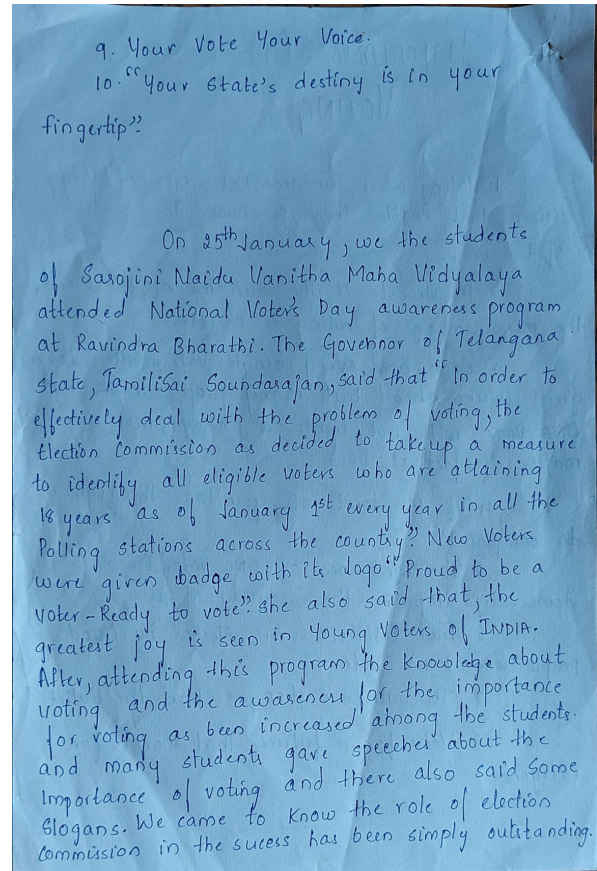 9. Your Vote Your Voice.
10. "Your State's destiny is in your
fingertip".
On 25th January, we the students
of Sarojini Naidu Vanitha Maha Vidyalaya
attended National Voter's Day awareness program
at Ravindra Bharathi. The Govehnor of Telangana
state, TamiliSai Soundarajan, said that "In order to
effectively deal with the problem of voting, the
Election Commission as decided to takeup a measure
to identify all eligible voters who are attaining
18 years as of January 1st every year in all the
Polling stations across the country". New Voters
were given badge with its logo "Proud to be a
voter - Ready to vote". She also said that, the
greatest joy is seen in Young Voters of INDIA.
After, attending this program the Knowlege about
voting and the awareness for the importance
for voting as been increased among the students.
and many students gave speeches about the
Importance of voting and there also said Some
Slogans. We came to Know the role of election
Commission in the sucess has been simply outstanding.